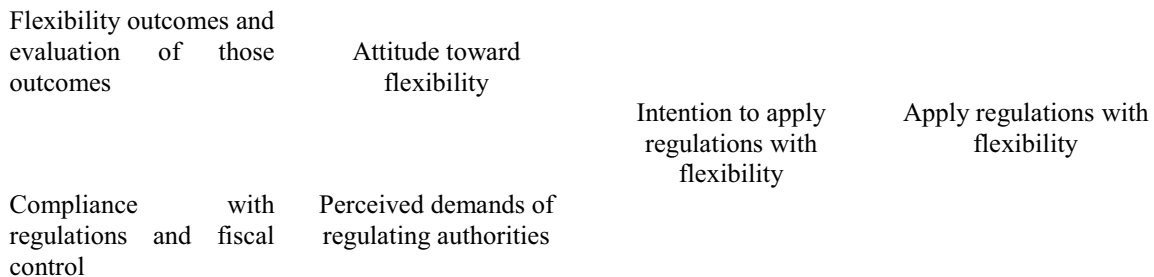 Flexibility outcomes and
evaluation of those
outcomes
Attitude toward
flexibility
Intention to apply
regulations with
flexibility
Apply regulations with
flexibility
Compliance with
regulations and fiscal
control
Perceived demands of
regulating authorities